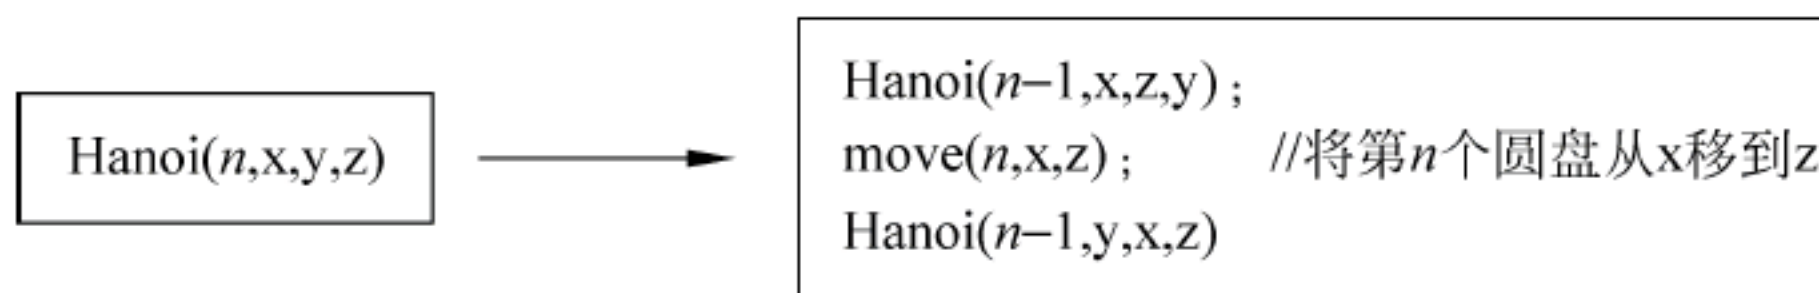 Hanoi(n-1,x,z,y);
Hanoi(n,x,y,z) move(n,x,z); //将第n个圆盘从x移到z
Hanoi(n-1,y,x,z)